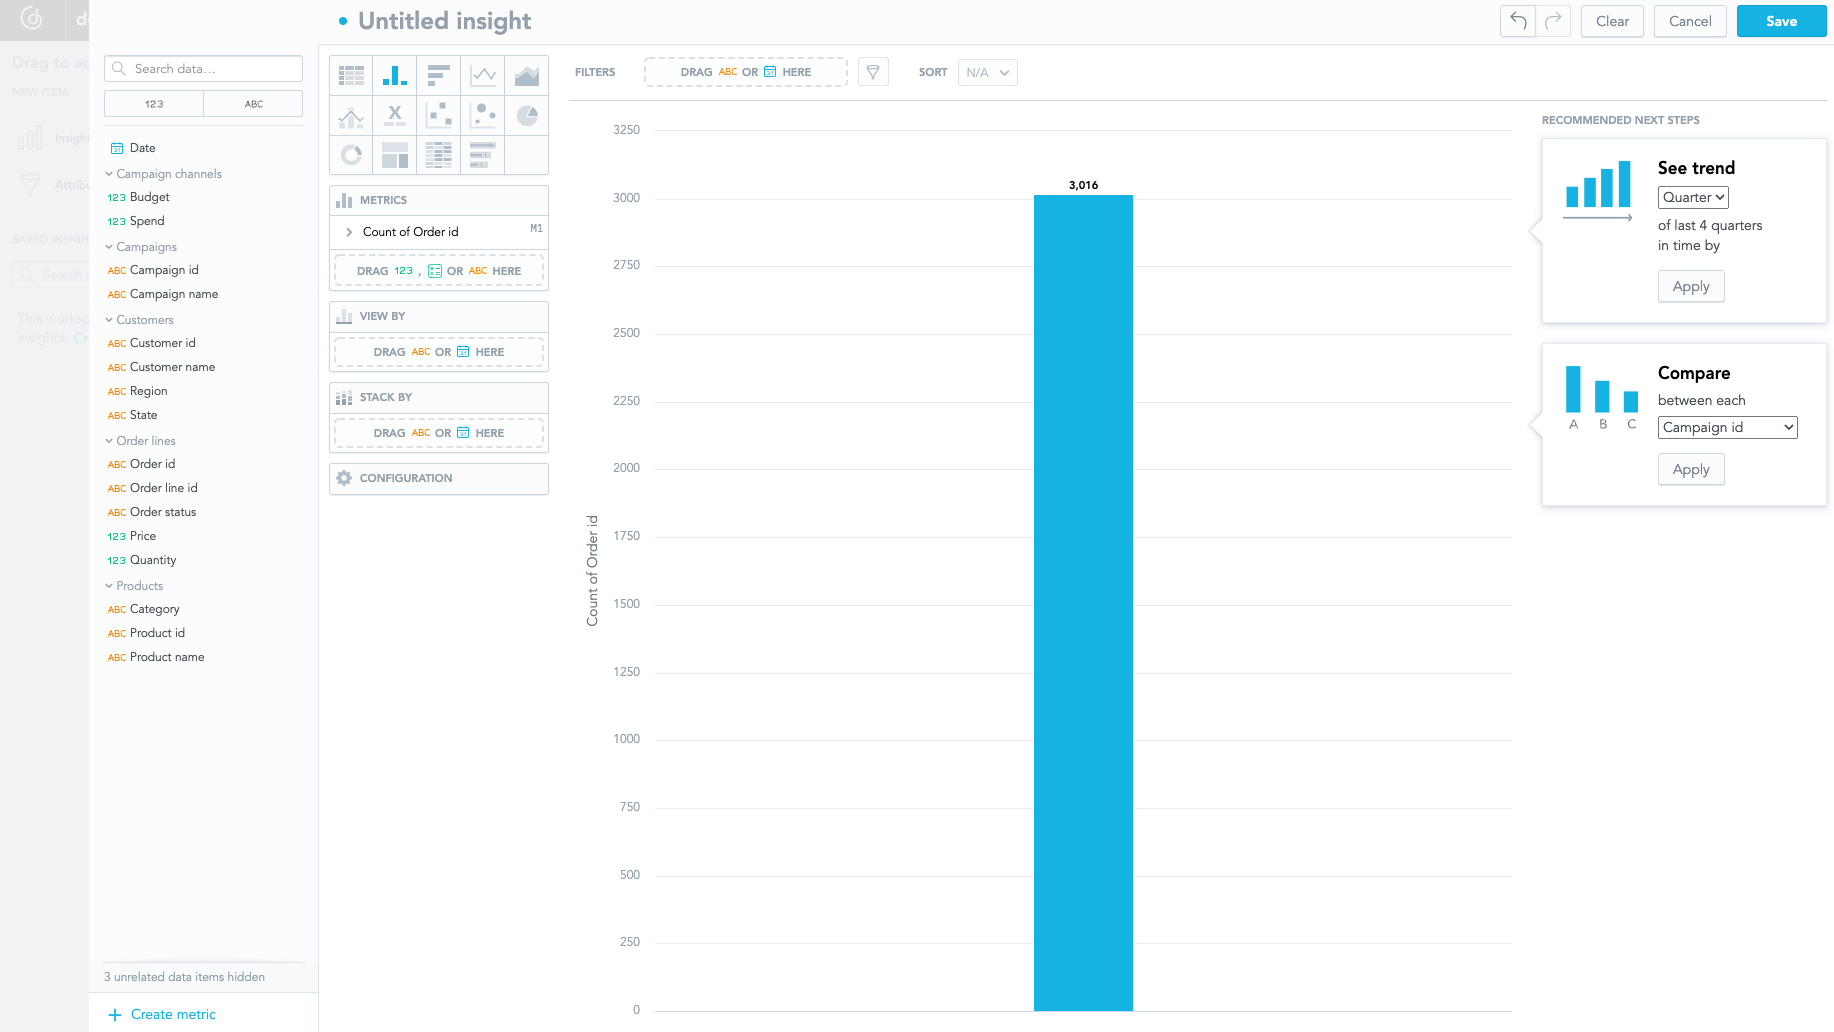 Untitled insight
Clear
Cancel
Save
Drag to a
NEW ITEM
Insigh
Attribu
SAVED INSIGH
Search
This worksp
insights. Cr
Search data...
123
ABC
Date
Campaign channels
123 Budget
123 Spend
Campaigns
ABC Campaign id
ABC Campaign name
Customers
ABC Customer id
ABC Customer name
ABC Region
ABC State
Order lines
ABC Order id
ABC Order line id
ABC Order status
123 Price
123 Quantity
Products
ABC Category
ABC Product id
ABC Product name
3 unrelated data items hidden
Create metric
METRICS
Count of Order id M1
DRAG 123 , OR ABC HERE
VIEW BY
DRAG ABC OR HERE
STACK BY
DRAG ABC OR HERE
CONFIGURATION
FILTERS
DRAG ABC OR HERE
SORT
N/A
3250
3000
2750
2500
2250
2000
1750
1500
1250
1000
750
500
250
0
Count of Order id
3,016
RECOMMENDED NEXT STEPS
See trend
Quarter
of last 4 quarters
in time by
Apply
A B C
Compare
between each
Campaign id
Apply